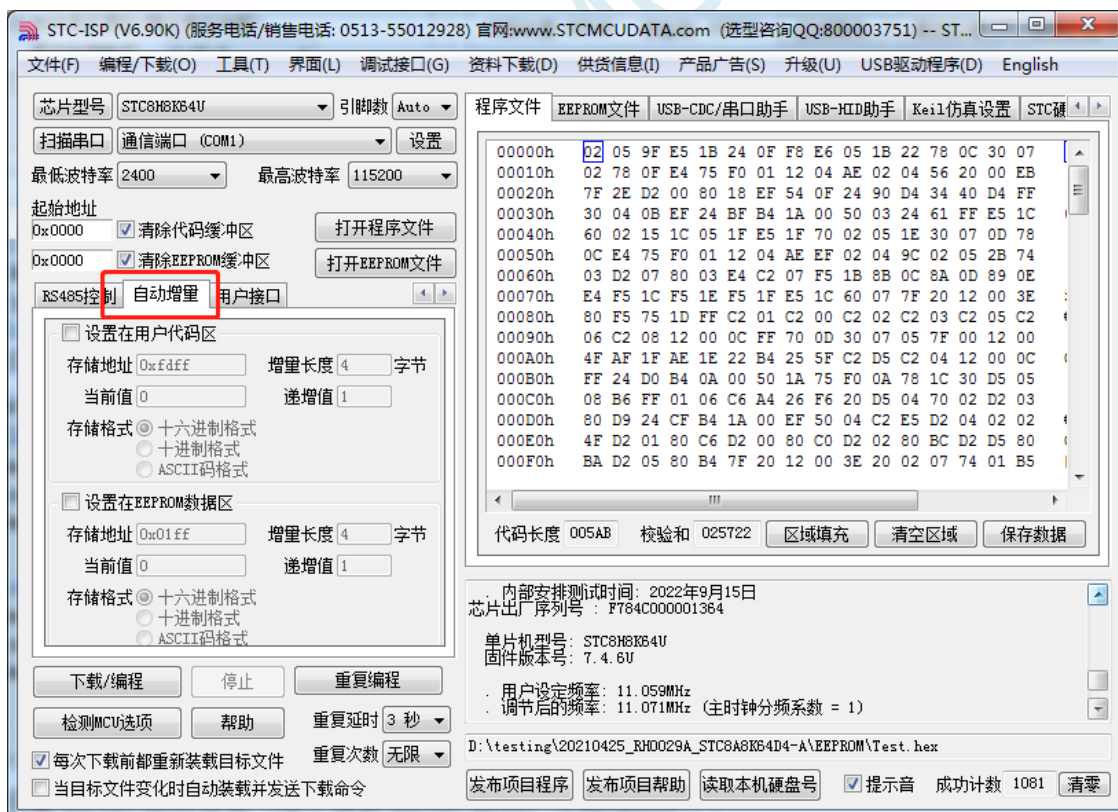 STC-ISP (V6.90K) (服务电话/销售电话: 0513-55012928) 官网:www.STCMCUDATA.com (选型咨询QQ:800003751) -- ST...
文件(F) 编程/下载(O) 工具(T) 界面(L) 调试接口(G) 资料下载(D) 供货信息(I) 产品广告(S) 升级(U) USB驱动程序(D) English
芯片型号 STC8H8K64U 引脚数 Auto
扫描串口 通信端口 (COM1) 设置
最低波特率 2400 最高波特率 115200
起始地址
0x0000 清除代码缓冲区 打开程序文件
0x0000 清除EEPROM缓冲区 打开EEPROM文件
RS485控制 自动增量 用户接口
设置在用户代码区
存储地址 0xfdff 增量长度 4 字节
当前值 0 递增值 1
存储格式 十六进制格式
十进制格式
ASCII码格式
设置在EEPROM数据区
存储地址 0x01ff 增量长度 4 字节
当前值 0 递增值 1
存储格式 十六进制格式
十进制格式
ASCII码格式
下载/编程 停止 重复编程
检测MCU选项 帮助 重复延时 3 秒
每次下载前都重新装载目标文件 重复次数 无限
当目标文件变化时自动装载并发送下载命令
程序文件 EEPROM文件 USB-CDC/串口助手 USB-HID助手 Keil仿真设置 STC硬
00000h 02 05 9F E5 1B 24 0F F8 E6 05 1B 22 78 0C 30 07
00010h 02 78 0F E4 75 F0 01 12 04 AE 02 04 56 20 00 EB
00020h 7F 2E D2 00 80 18 EF 54 0F 24 90 D4 34 40 D4 FF
00030h 30 04 0B EF 24 BF B4 1A 00 50 03 24 61 FF E5 1C
00040h 60 02 15 1C 05 1F E5 1F 70 02 05 1E 30 07 0D 78
00050h 0C E4 75 F0 01 12 04 AE EF 02 04 9C 02 05 2B 74
00060h 03 D2 07 80 03 E4 C2 07 F5 1B 8B 0C 8A 0D 89 0E
00070h E4 F5 1C F5 1E F5 1F E5 1C 60 07 7F 20 12 00 3E
00080h 80 F5 75 1D FF C2 01 C2 00 C2 02 C2 03 C2 05 C2
00090h 06 C2 08 12 00 0C FF 70 0D 30 07 05 7F 00 12 00
000A0h 4F AF 1F AE 1E 22 B4 25 5F C2 D5 C2 04 12 00 0C
000B0h FF 24 D0 B4 0A 00 50 1A 75 F0 0A 78 1C 30 D5 05
000C0h 08 B6 FF 01 06 C6 A4 26 F6 20 D5 04 70 02 D2 03
000D0h 80 D9 24 CF B4 1A 00 EF 50 04 C2 E5 D2 04 02 02
000E0h 4F D2 01 80 C6 D2 00 80 C0 D2 02 80 BC D2 D5 80
000F0h BA D2 05 80 B4 7F 20 12 00 3E 20 02 07 74 01 B5
代码长度 005AB 校验和 025722 区域填充 清空区域 保存数据
. 内部安排测试时间: 2022年9月15日
芯片出厂序列号 : F784C000001364
单片机型号: STC8H8K64U
固件版本号: 7.4.6U
. 用户设定频率: 11.059MHz
. 调节后的频率: 11.071MHz (主时钟分频系数 = 1)
D:\testing\20210425_RH0029A_STC8A8K64D4-A\EEPROM\Test.hex
发布项目程序 发布项目帮助 读取本机硬盘号 提示音 成功计数 1081 清零